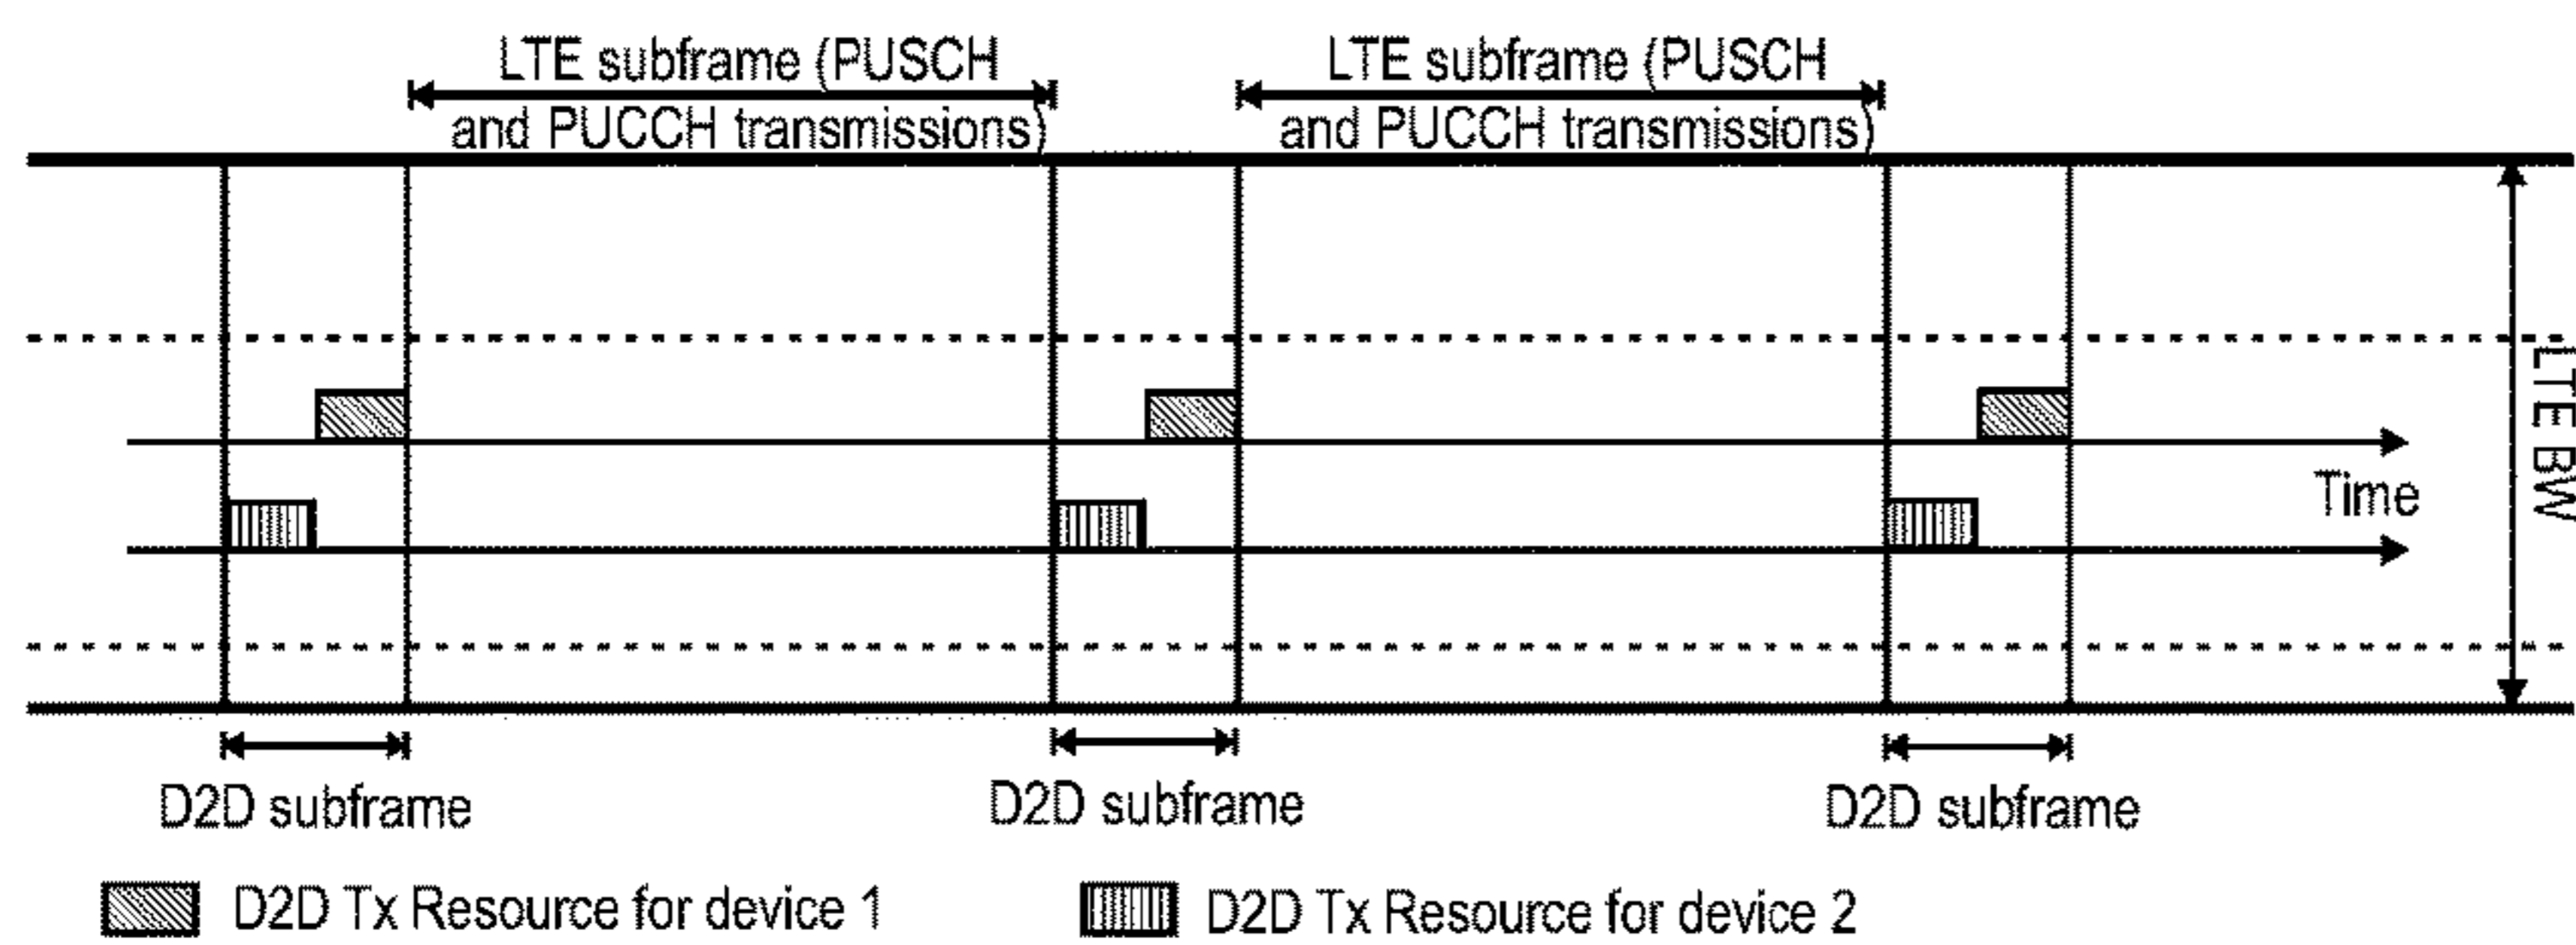 LTE subframe (PUSCH
and PUCCH transmissions)
LTE subframe (PUSCH
and PUCCH transmissions)
LTE BW
Time
D2D subframe
D2D subframe
D2D subframe
D2D Tx Resource for device 1
D2D Tx Resource for device 2